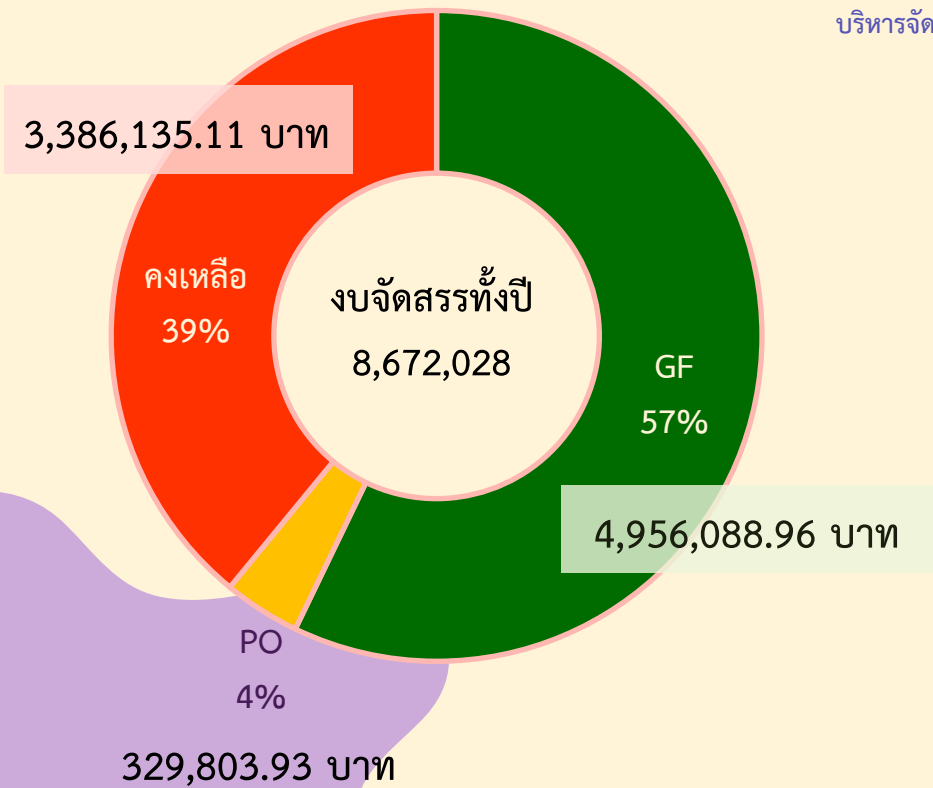 บริหารจัด
3,386,135.11 บาท
คงเหลือ
39%
งบจัดสรรทั้งปี
8,672,028
GF
57%
4,956,088.96 บาท
PO
4%
329,803.93 บาท